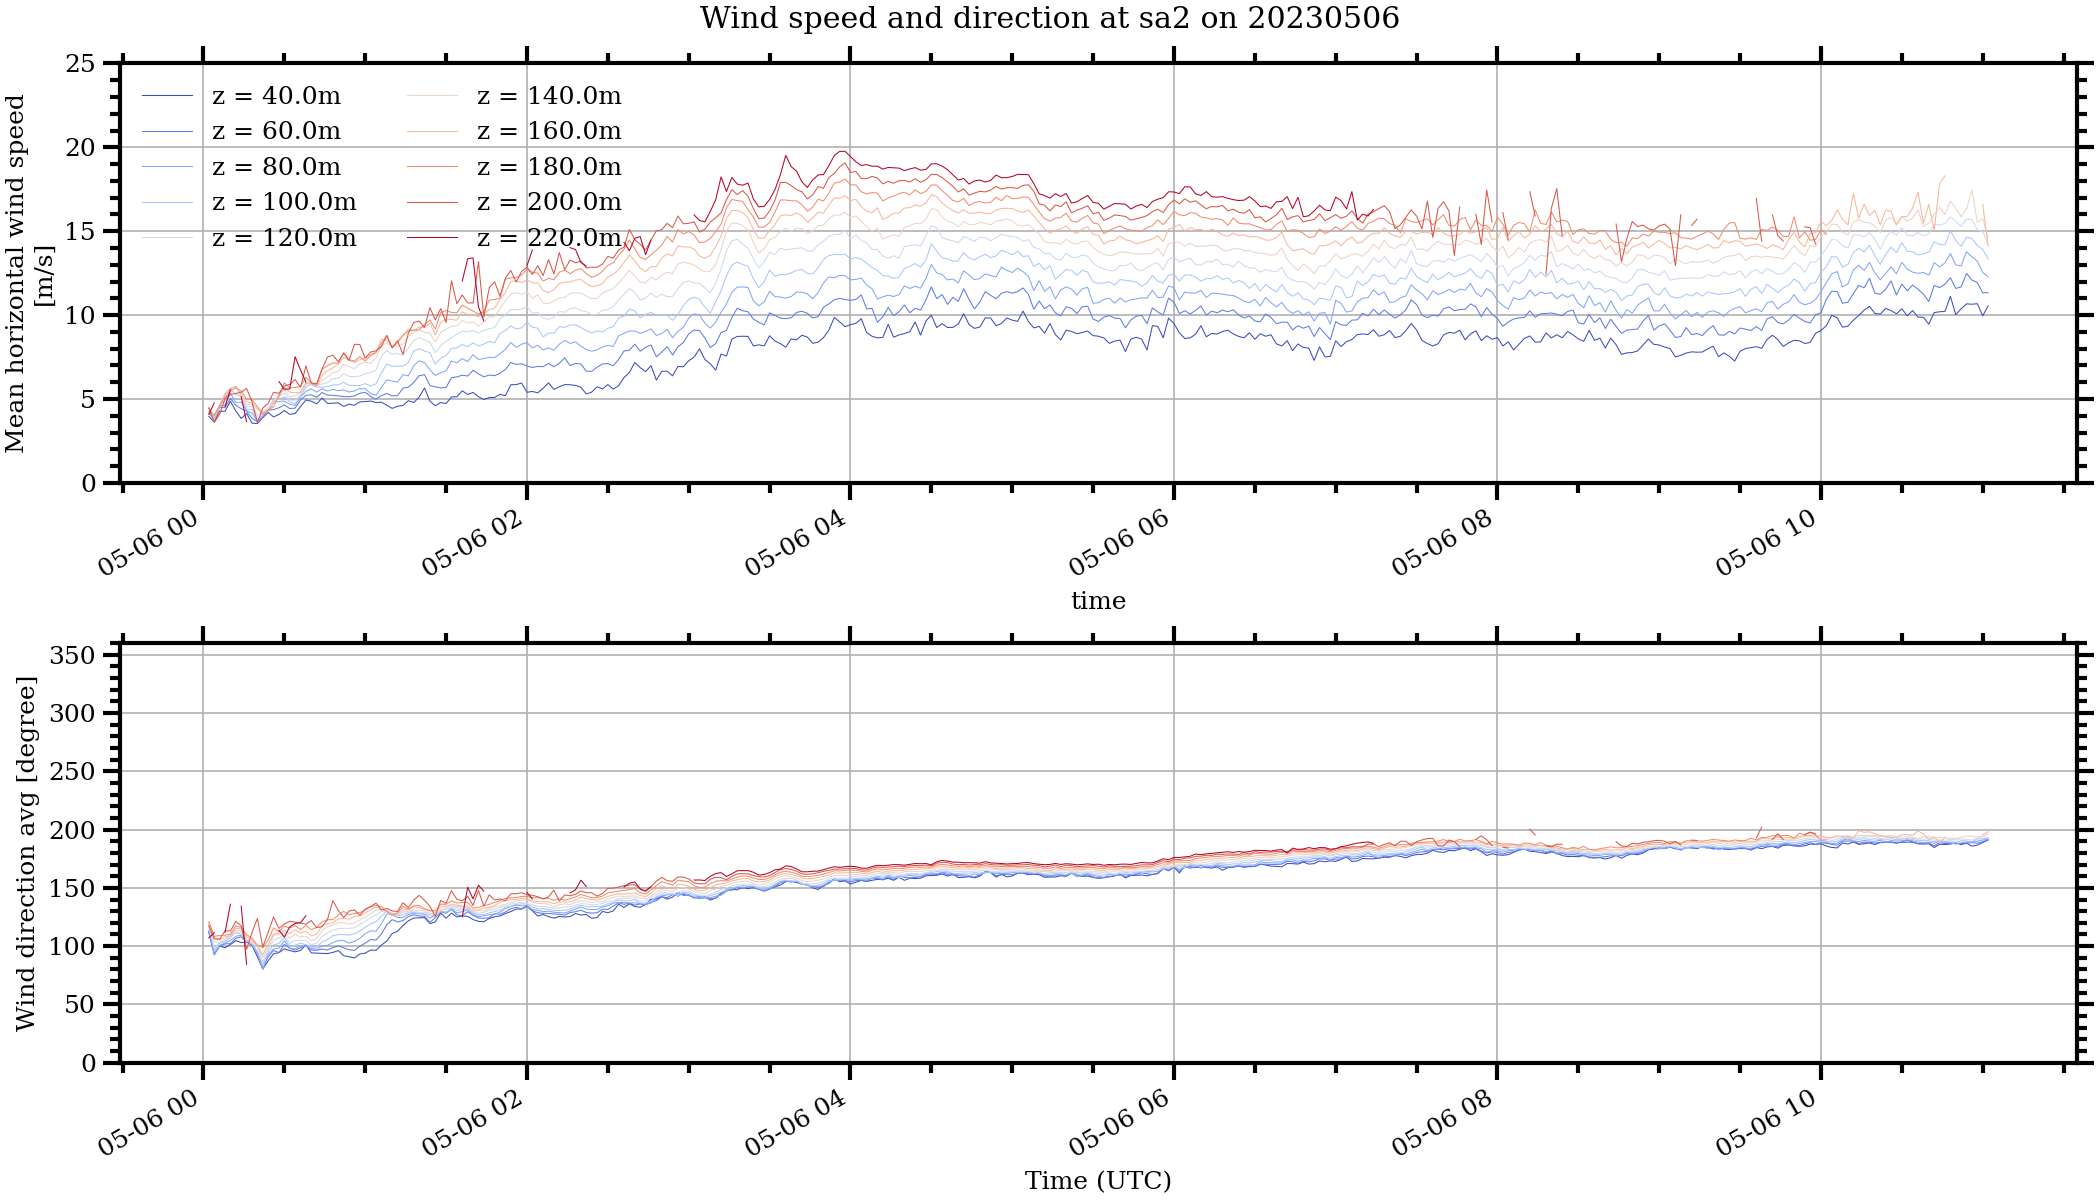 Wind speed and direction at sa2 on 20230506
Mean horizontal wind speed
[m/s]
25
20
15
10
5
0
z = 40.0m
z = 60.0m
z = 80.0m
z = 100.0m
z = 120.0m
z = 140.0m
z = 160.0m
z = 180.0m
z = 200.0m
z = 220.0m
05-06 00
05-06 02
05-06 04
05-06 06
05-06 08
05-06 10
time
Wind direction avg [degree]
350
300
250
200
150
100
50
0
05-06 00
05-06 02
05-06 04
05-06 06
05-06 08
05-06 10
Time (UTC)